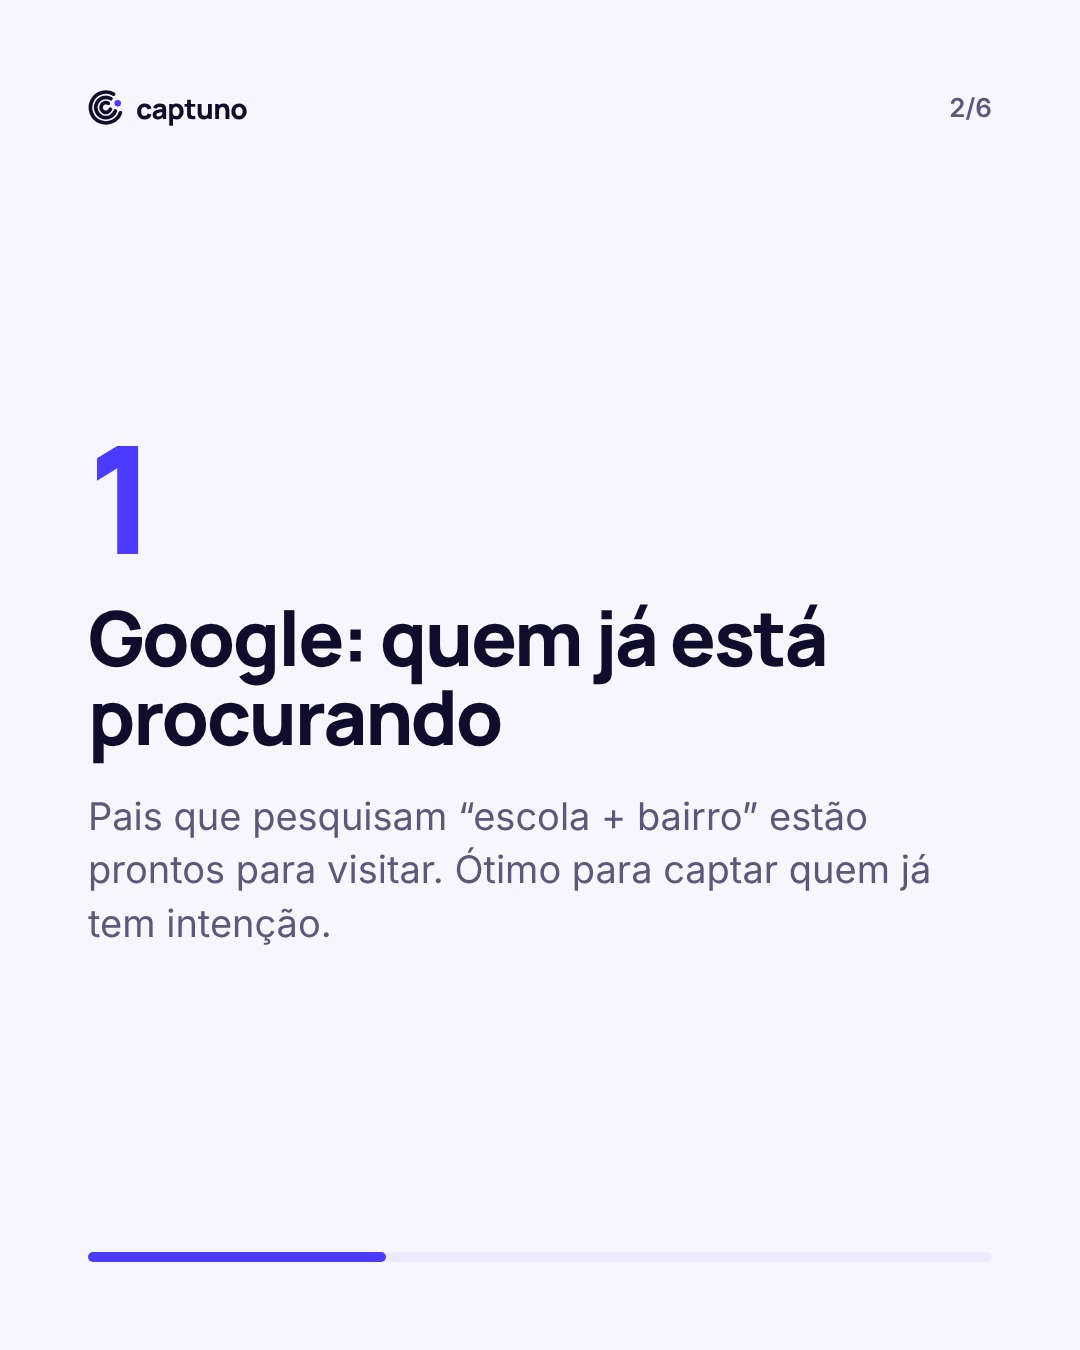 captuno
2/6
1
Google: quem já está
procurando
Pais que pesquisam “escola + bairro” estão
prontos para visitar. Ótimo para captar quem já
tem intenção.